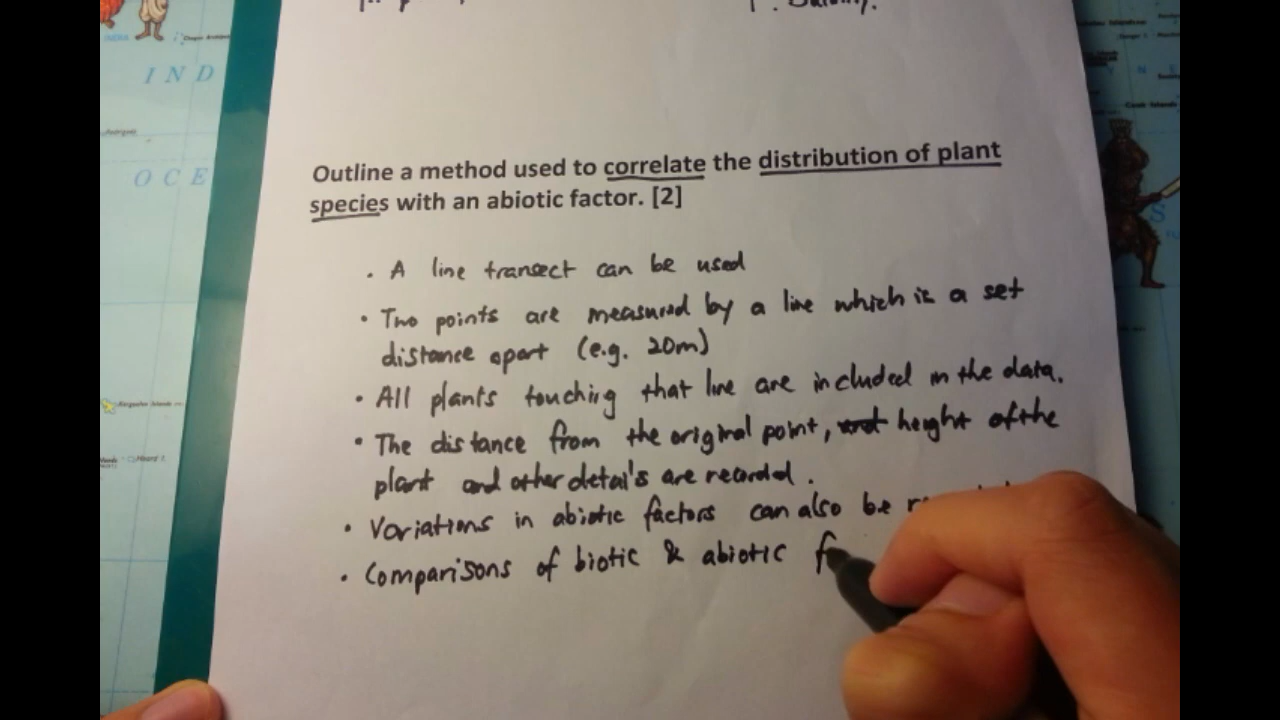 Outline a method used to correlate the distribution of plant
species with an abiotic factor. [2]
• A line transect can be used
• Two points are measured by a line which is a set
distance apart (e.g. 20m)
• All plants touching that line are included in the data.
• The distance from the original point, height of the
plant and other details are recorded.
• Variations in abiotic factors can also be
• Comparisons of biotic & abiotic f
IND
OCE
S